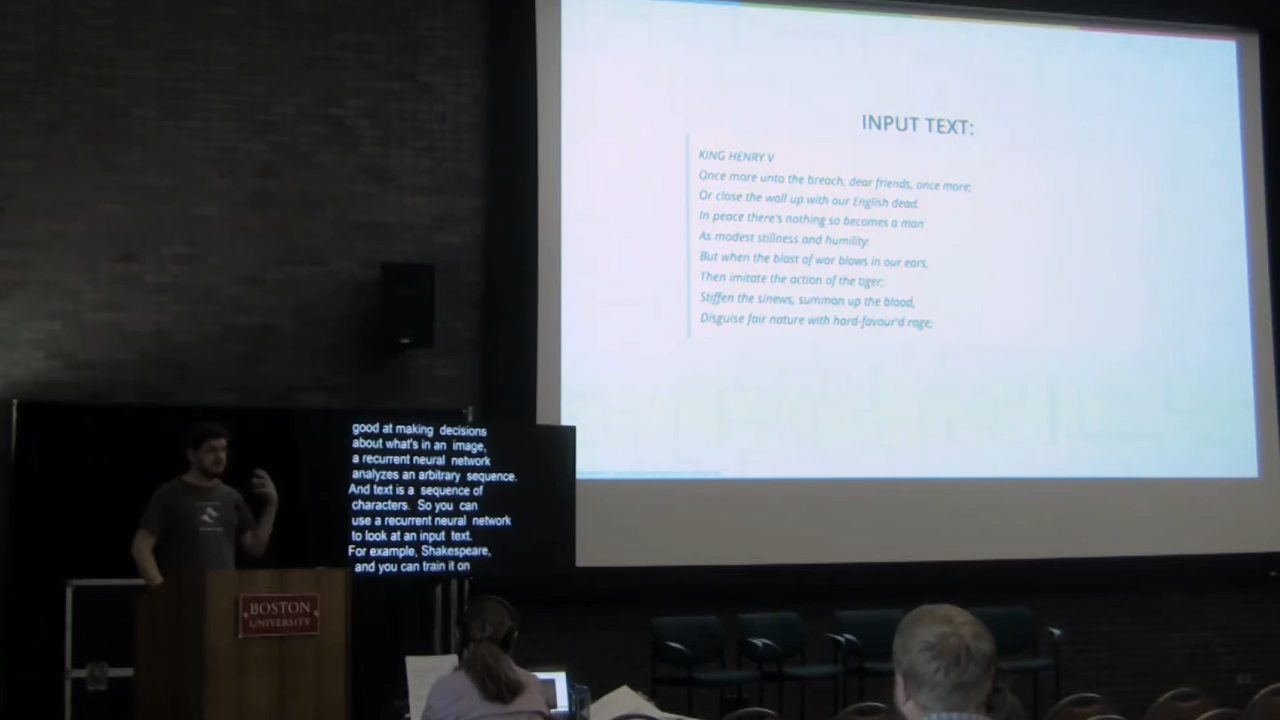 INPUT TEXT:
KING HENRY V
Once more unto the breach, dear friends, once more;
Or close the wall up with our English dead.
In peace there's nothing so becomes a man
As modest stillness and humility:
But when the blast of war blows in our ears,
Then imitate the action of the tiger;
Stiffen the sinews, summon up the blood,
Disguise fair nature with hard-favour'd rage;
good at making decisions
about what's in an image,
a recurrent neural network
analyzes an arbitrary sequence.
And text is a sequence of
characters. So you can
use a recurrent neural network
to look at an input text.
For example, Shakespeare,
and you can train it on
BOSTON
UNIVERSITY